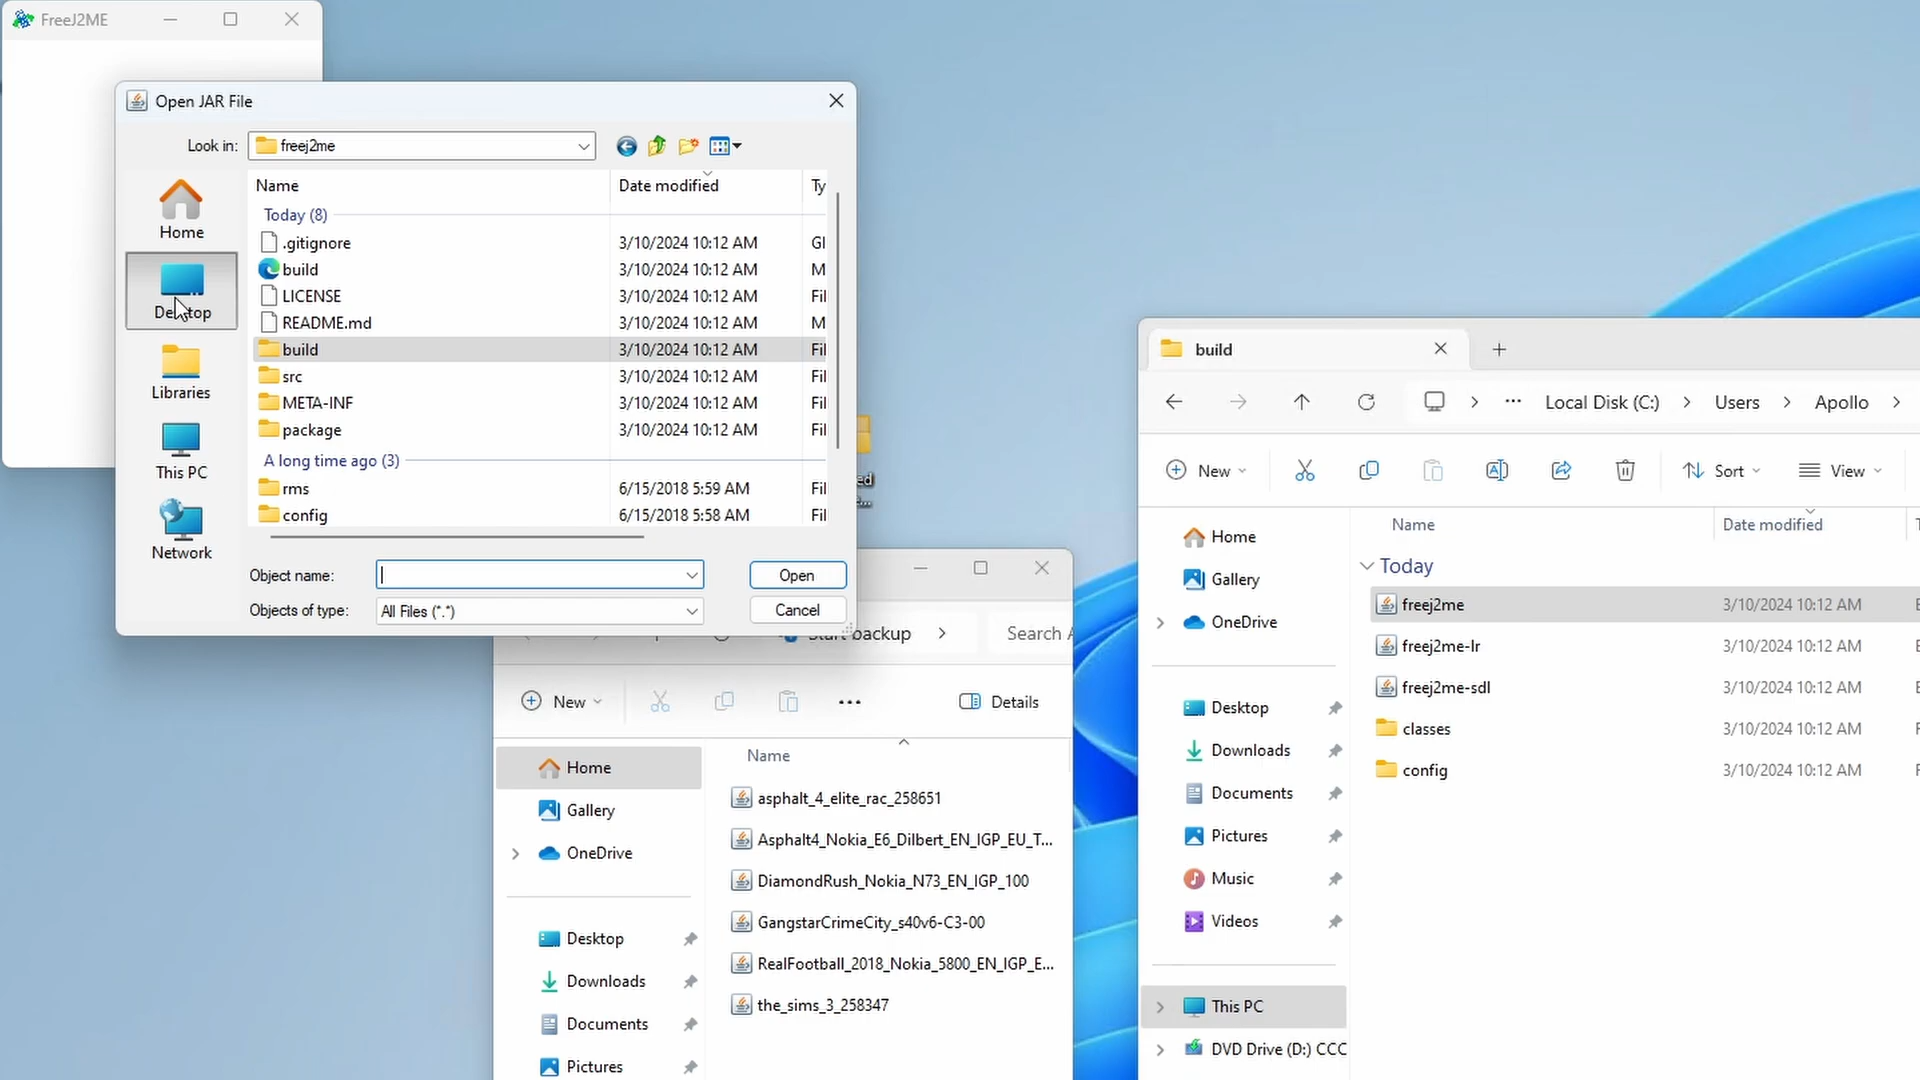 FreeJ2ME
Open JAR File
Look in:
freej2me
Name
Date modified
Ty
Home
Desktop
Libraries
This PC
Network
Today (8)
.gitignore 3/10/2024 10:12 AM GI
build 3/10/2024 10:12 AM M
LICENSE 3/10/2024 10:12 AM Fil
README.md 3/10/2024 10:12 AM M
build 3/10/2024 10:12 AM Fil
src 3/10/2024 10:12 AM Fil
META-INF 3/10/2024 10:12 AM Fil
package 3/10/2024 10:12 AM Fil
A long time ago (3)
rms 6/15/2018 5:59 AM Fil
config 6/15/2018 5:58 AM Fil
Object name:
Open
Objects of type: All Files (*.*)
Cancel
ed
...
Start backup
Search A
New
Details
Home
Gallery
OneDrive
Desktop
Downloads
Documents
Pictures
Name
asphalt_4_elite_rac_258651
Asphalt4_Nokia_E6_Dilbert_EN_IGP_EU_T...
DiamondRush_Nokia_N73_EN_IGP_100
GangstarCrimeCity_s40v6-C3-00
RealFootball_2018_Nokia_5800_EN_IGP_E...
the_sims_3_258347
build
Local Disk (C:)
Users
Apollo
New
Sort
View
Home
Gallery
OneDrive
Desktop
Downloads
Documents
Pictures
Music
Videos
This PC
DVD Drive (D:) CCC
Name
Date modified
Today
freej2me 3/10/2024 10:12 AM
freej2me-lr 3/10/2024 10:12 AM
freej2me-sdl 3/10/2024 10:12 AM
classes 3/10/2024 10:12 AM
config 3/10/2024 10:12 AM